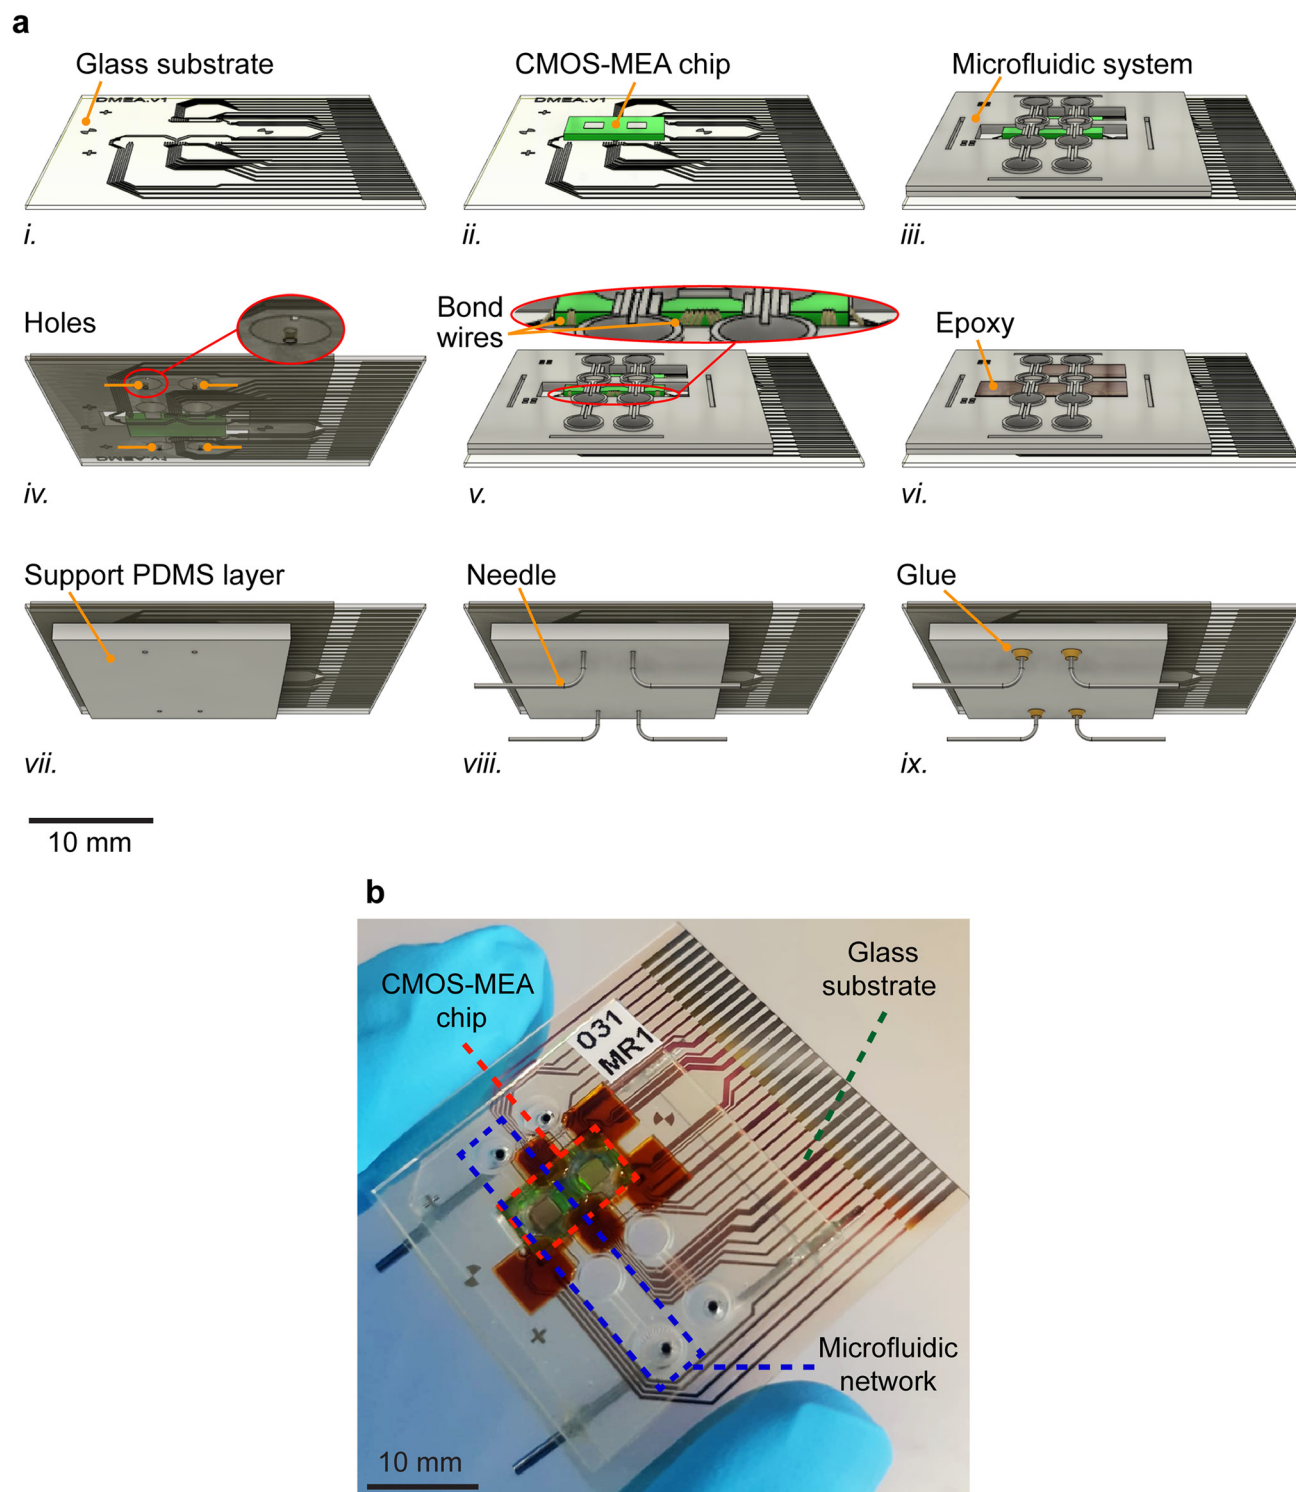 a
Glass substrate
CMOS-MEA chip
Microfluidic system
DMEA.v1
DMEA.v1
i.
ii.
iii.
Holes
Bond
wires
Epoxy
DMEA.v1
iv.
v.
vi.
Support PDMS layer
Needle
Glue
vii.
viii.
ix.
10 mm
b
CMOS-MEA
chip
Glass
substrate
031
MR1
Microfluidic
network
10 mm